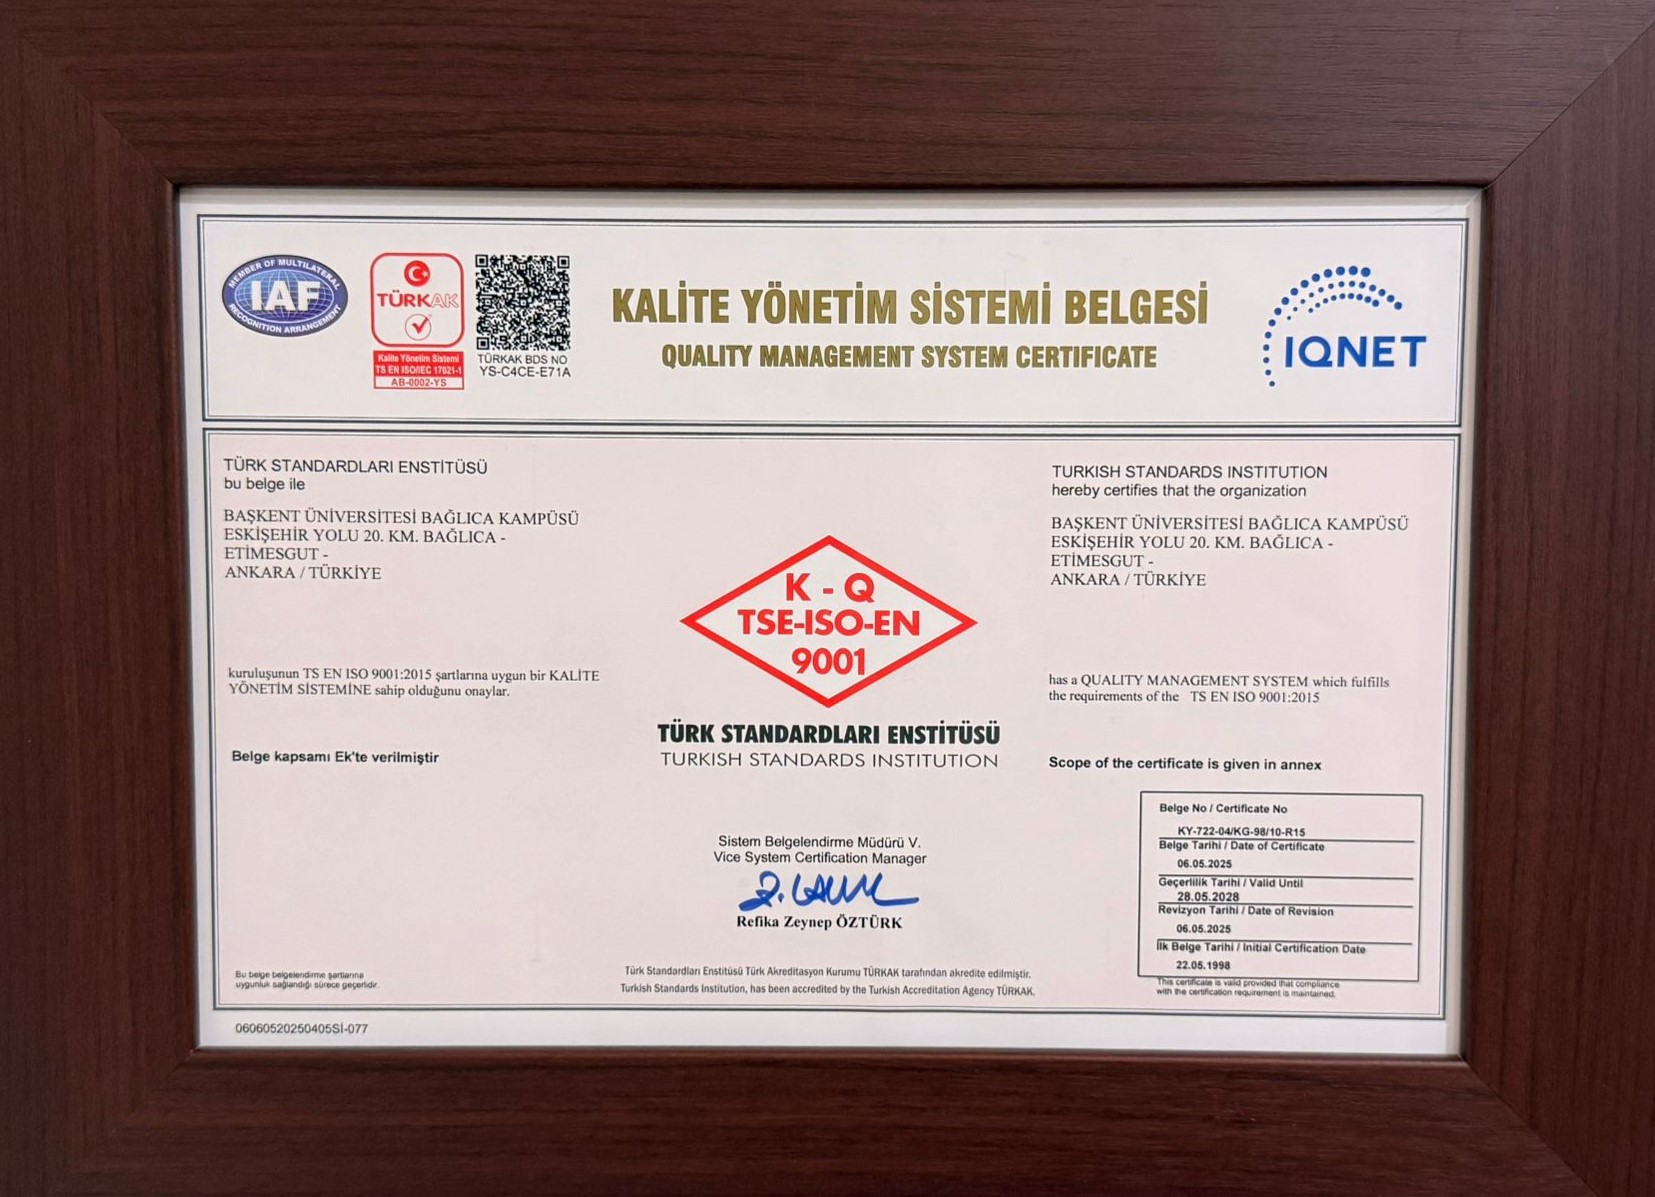 MEMBER OF MULTILATERAL
IAF
RECOGNITION ARRANGEMENT
TÜRKAK
Kalite Yönetim Sistemi
TS EN ISO/IEC 17021-1
AB-0002-YS
TÜRKAK BDS NO
YS-C4CE-E71A
KALİTE YÖNETİM SİSTEMİ BELGESİ
QUALITY MANAGEMENT SYSTEM CERTIFICATE
IQNET
TÜRK STANDARDLARI ENSTİTÜSÜ
bu belge ile
BAŞKENT ÜNİVERSİTESİ BAĞLICA KAMPÜSÜ
ESKİŞEHİR YOLU 20. KM. BAĞLICA -
ETİMESGUT -
ANKARA / TÜRKİYE
kuruluşunun TS EN ISO 9001:2015 şartlarına uygun bir KALİTE
YÖNETİM SİSTEMİNE sahip olduğunu onaylar.
Belge kapsamı Ek'te verilmiştir
Bu belge belgelendirme şartlarına
uygunluk sağlandığı sürece geçerlidir.
K - Q
TSE-ISO-EN
9001
TÜRK STANDARDLARI ENSTİTÜSÜ
TURKISH STANDARDS INSTITUTION
Sistem Belgelendirme Müdürü V.
Vice System Certification Manager
Refika Zeynep ÖZTÜRK
Türk Standardları Enstitüsü Türk Akreditasyon Kurumu TÜRKAK tarafından akredite edilmiştir.
Turkish Standards Institution, has been accredited by the Turkish Accreditation Agency TÜRKAK.
TURKISH STANDARDS INSTITUTION
hereby certifies that the organization
BAŞKENT ÜNİVERSİTESİ BAĞLICA KAMPÜSÜ
ESKİŞEHİR YOLU 20. KM. BAĞLICA -
ETİMESGUT -
ANKARA / TÜRKİYE
has a QUALITY MANAGEMENT SYSTEM which fulfills
the requirements of the TS EN ISO 9001:2015
Scope of the certificate is given in annex
Belge No / Certificate No
KY-722-04/KG-98/10-R15
Belge Tarihi / Date of Certificate
06.05.2025
Geçerlilik Tarihi / Valid Until
28.05.2028
Revizyon Tarihi / Date of Revision
06.05.2025
İlk Belge Tarihi / Initial Certification Date
22.05.1998
This certificate is valid provided that compliance
with the certification requirement is maintained.
06060520250405Sİ-077